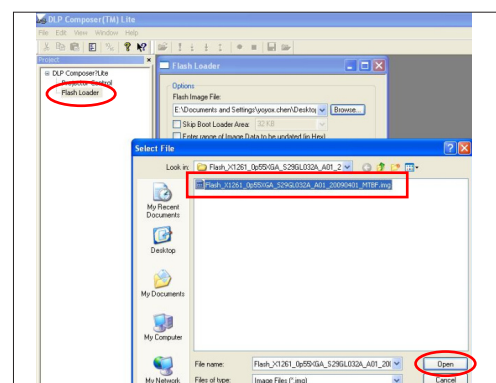 DLP Composer(TM) Lite
File Edit View Window Help
Project
DLP Composer?Lite
Projector Control
Flash Loader
Flash Loader
Options
Flash Image File:
E:\Documents and Settings\yoyox.chen\Desktop
Browse...
Skip Boot Loader Area: 32 KB
Enter range of Image Data to be updated (in Hex)
Select File
Look in: Flash_X1261_0p55XGA_S29GL032A_A01_2
Flash_X1261_0p55XGA_S29GL032A_A01_20090401_MTBF.img
My Recent
Documents
Desktop
My Documents
My Computer
My Network
File name: Flash_X1261_0p55XGA_S29GL032A_A01_200
Open
Files of type: Image Files (*.img)
Cancel